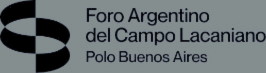 Foro Argentino
del Campo Lacaniano
Polo Buenos Aires